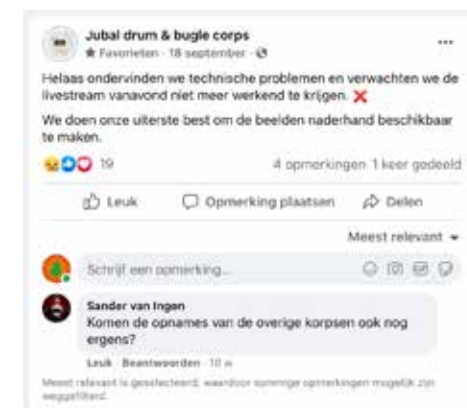 Jubal drum & bugle corps
★ Favorieten · 18 september ·
Helaas ondervinden we technische problemen en verwachten we de
livestream vanavond niet meer werkend te krijgen. ❌
We doen onze uiterste best om de beelden naderhand beschikbaar
te maken.
19 4 opmerkingen 1 keer gedeeld
Leuk Opmerking plaatsen Delen
Meest relevant
Schrijf een opmerking...
Sander van Ingen
Komen de opnames van de overige korpsen ook nog
ergens?
Leuk Beantwoorden 10 w
Meest relevant is geselecteerd, waardoor sommige opmerkingen mogelijk zijn
weggefilterd.